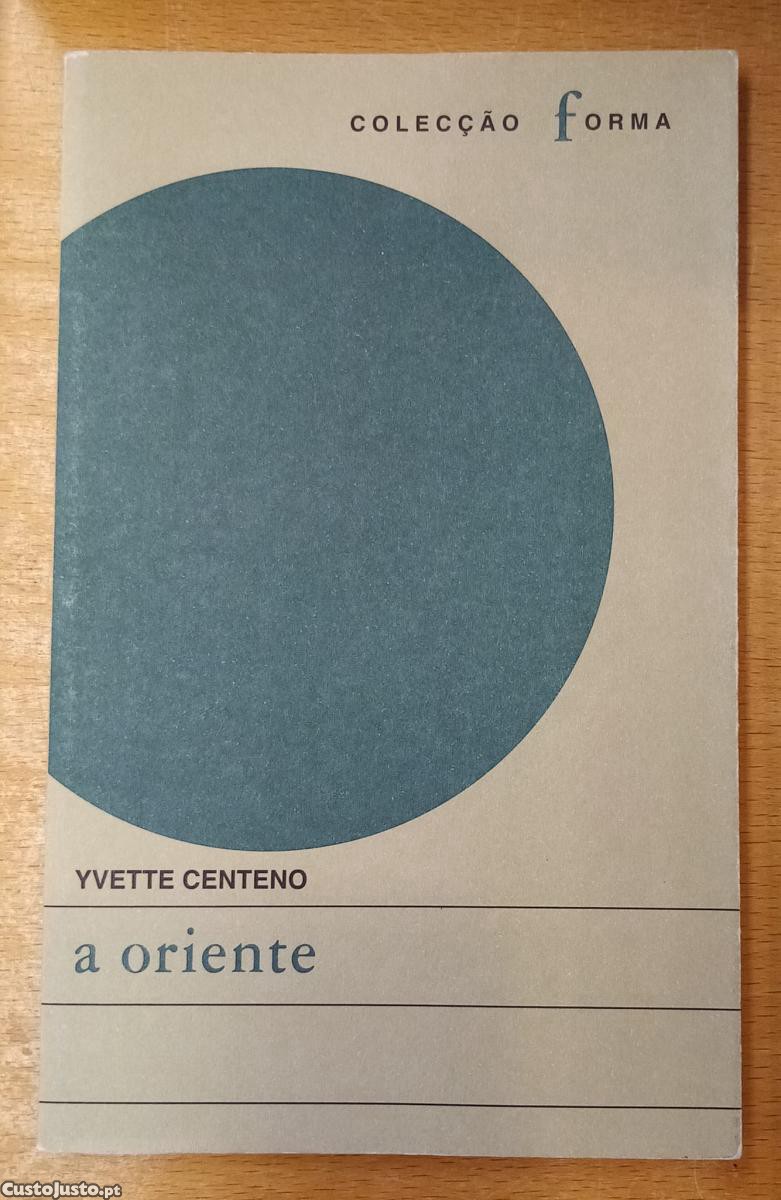 COLECÇÃO fORMA
YVETTE CENTENO
a oriente
CustoJusto.pt